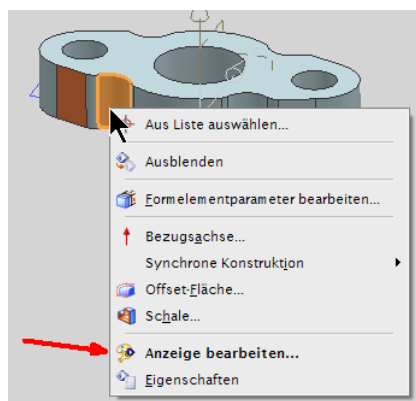 Aus Liste auswählen...
Ausblenden
Formelementparameter bearbeiten...
Bezugsachse...
Synchrone Konstruktion
Offset-Fläche...
Schale...
Anzeige bearbeiten...
Eigenschaften